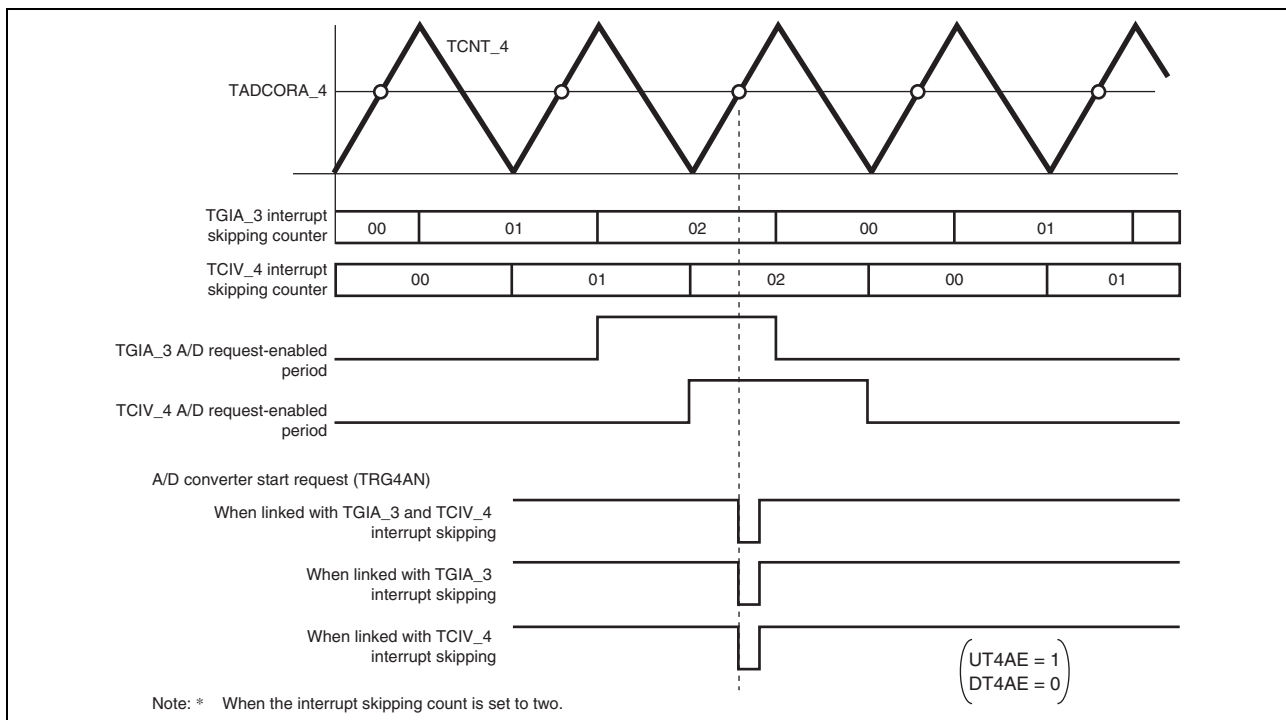 TCNT_4
TADCORA_4
TGIA_3 interrupt
skipping counter
00 01 02 00 01
TCIV_4 interrupt
skipping counter
00 01 02 00 01
TGIA_3 A/D request-enabled
period
TCIV_4 A/D request-enabled
period
A/D converter start request (TRG4AN)
When linked with TGIA_3 and TCIV_4
interrupt skipping
When linked with TGIA_3
interrupt skipping
When linked with TCIV_4
interrupt skipping
UT4AE = 1
DT4AE = 0
Note: * When the interrupt skipping count is set to two.